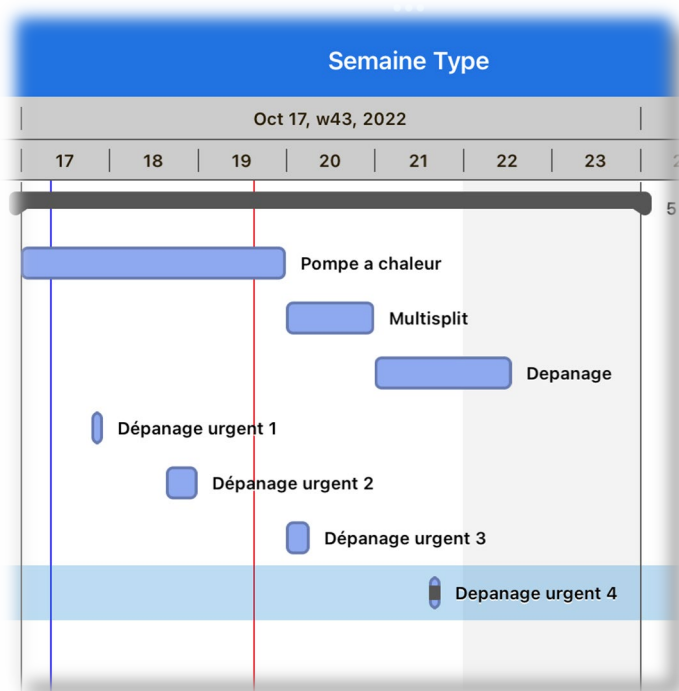 Semaine Type
Oct 17, w43, 2022
17 18 19 20 21 22 23
5
Pompe a chaleur
Multisplit
Depanage
Dépanage urgent 1
Dépanage urgent 2
Dépanage urgent 3
Depanage urgent 4